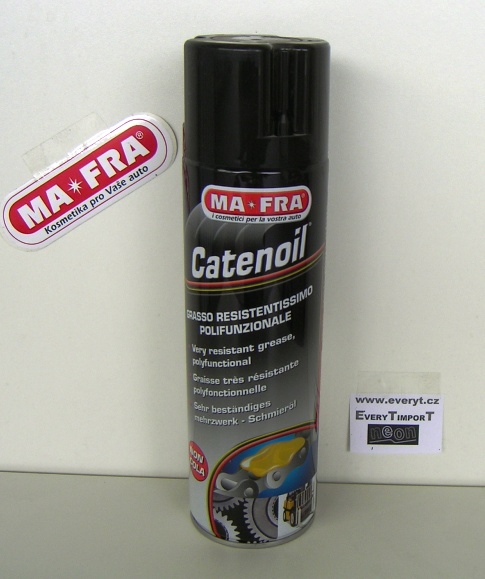 MA*FRA®
Kosmetika pro Vaše auto
MA*FRA®
I cosmetici per la vostra auto
Catenoil®
GRASSO RESISTENTISSIMO
POLIFUNZIONALE
Very resistant grease,
polyfunctional
Graisse très résistante
polyfonctionnelle
Sehr beständiges
mehrzwerk - Schmieröl
NON
COLA
www.everyt.cz
EveryTimporT
neon